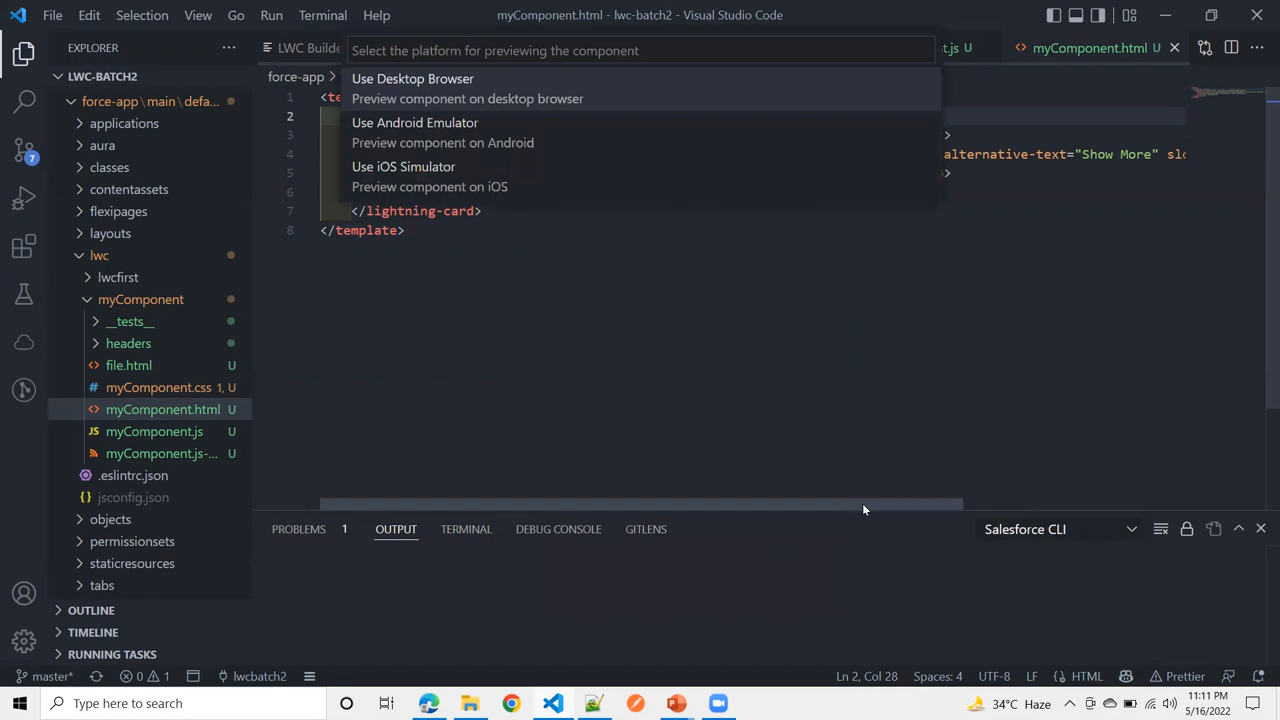 File Edit Selection View Go Run Terminal Help
myComponent.html - lwc-batch2 - Visual Studio Code
EXPLORER
LWC Builde
Select the platform for previewing the component
.js
myComponent.html U
LWC-BATCH2
force-app
Use Desktop Browser
Preview component on desktop browser
Use Android Emulator
Preview component on Android
Use iOS Simulator
Preview component on iOS
force-app\main\defa...
applications
aura
classes
contentassets
flexipages
layouts
lwc
lwcfirst
myComponent
__tests__
headers
file.html U
myComponent.css 1, U
myComponent.html U
myComponent.js U
myComponent.js-... U
.eslintrc.json
jsconfig.json
objects
permissionsets
staticresources
tabs
OUTLINE
TIMELINE
RUNNING TASKS
1 <te
2
3 >
4 alternative-text="Show More" slo
5 >
6
7 </lightning-card>
8 </template>
PROBLEMS 1 OUTPUT TERMINAL DEBUG CONSOLE GITLENS
Salesforce CLI
7
master* 0 1 lwcbatch2
Ln 2, Col 28 Spaces: 4 UTF-8 LF HTML Prettier
Type here to search
34°C Haze
11:11 PM
5/16/2022